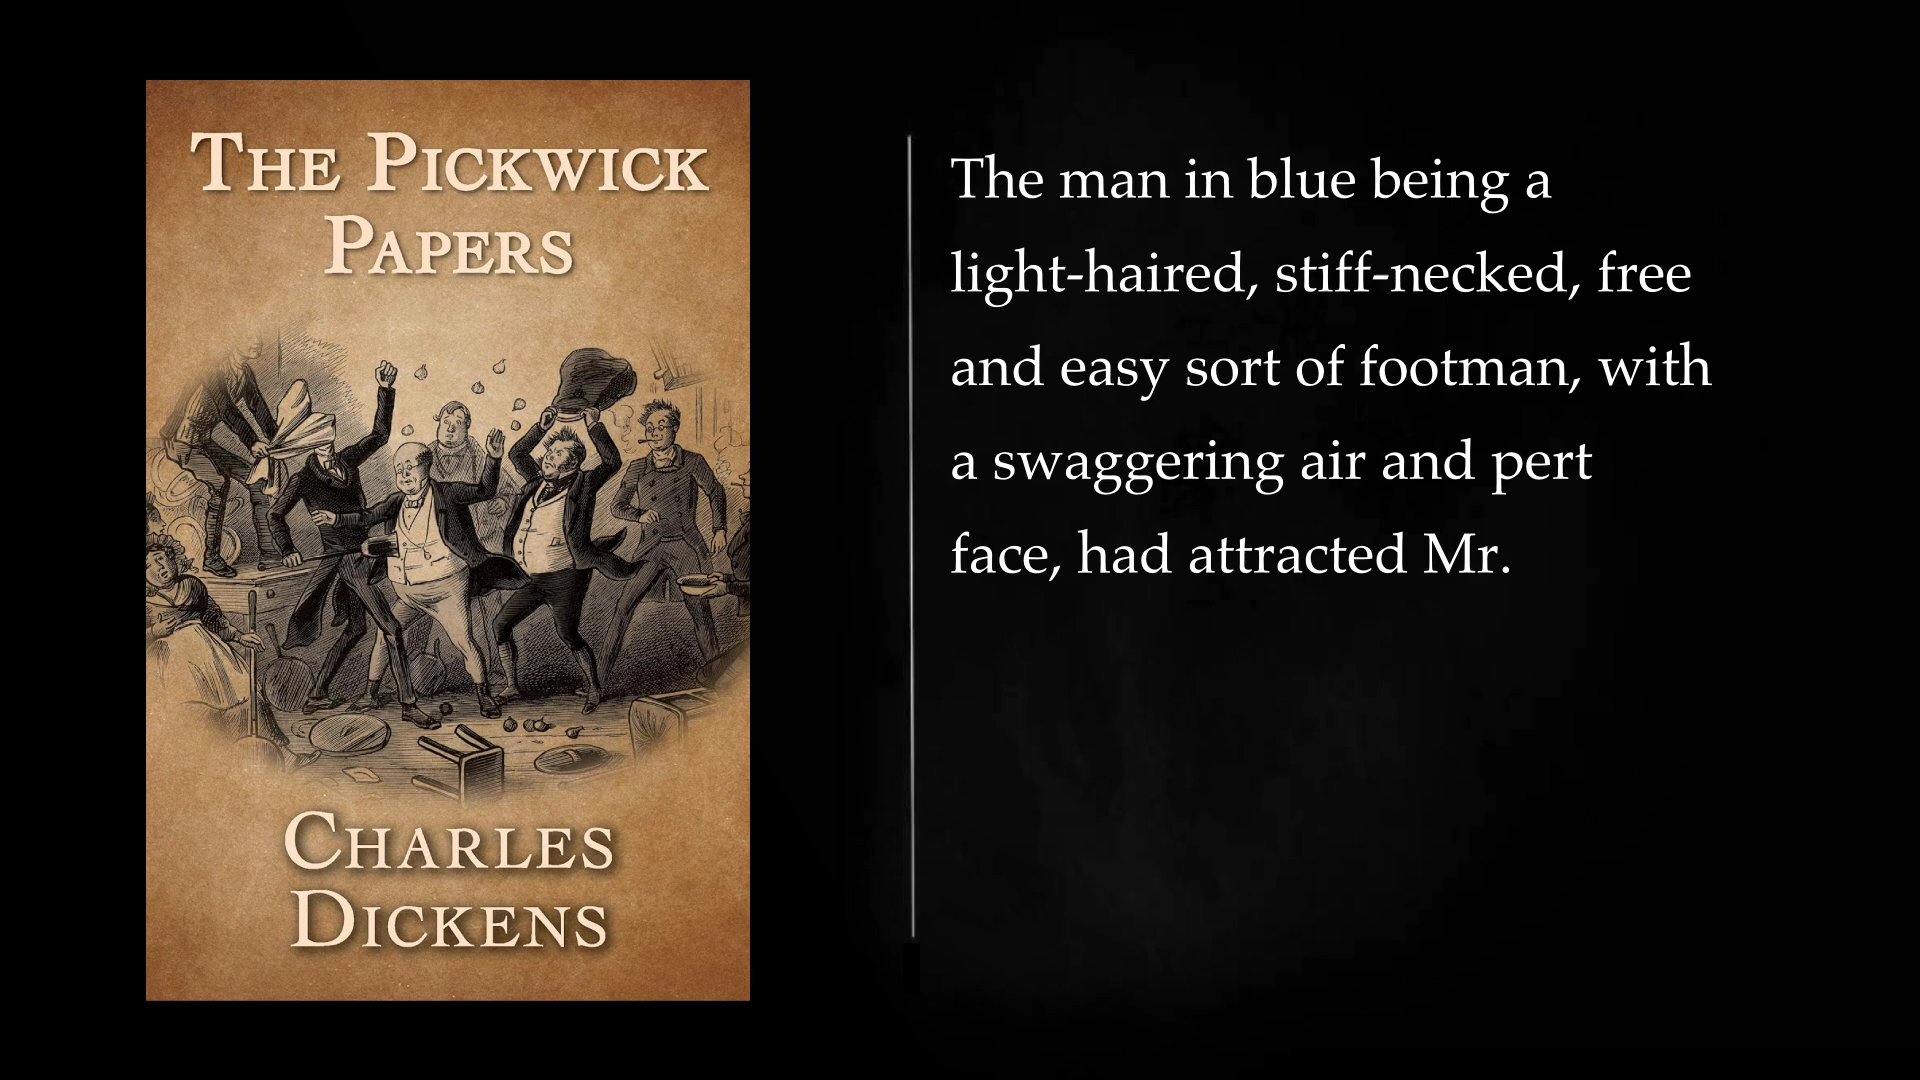 The Pickwick
Papers
Charles
Dickens
The man in blue being a
light-haired, stiff-necked, free
and easy sort of footman, with
a swaggering air and pert
face, had attracted Mr.